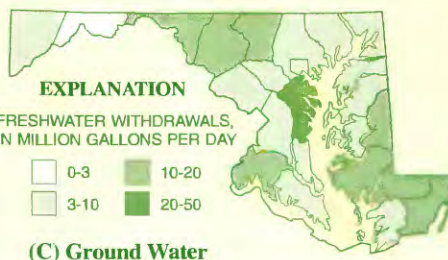 EXPLANATION
FRESHWATER WITHDRAWALS,
IN MILLION GALLONS PER DAY
0-3
10-20
3-10
20-50
(C) Ground Water